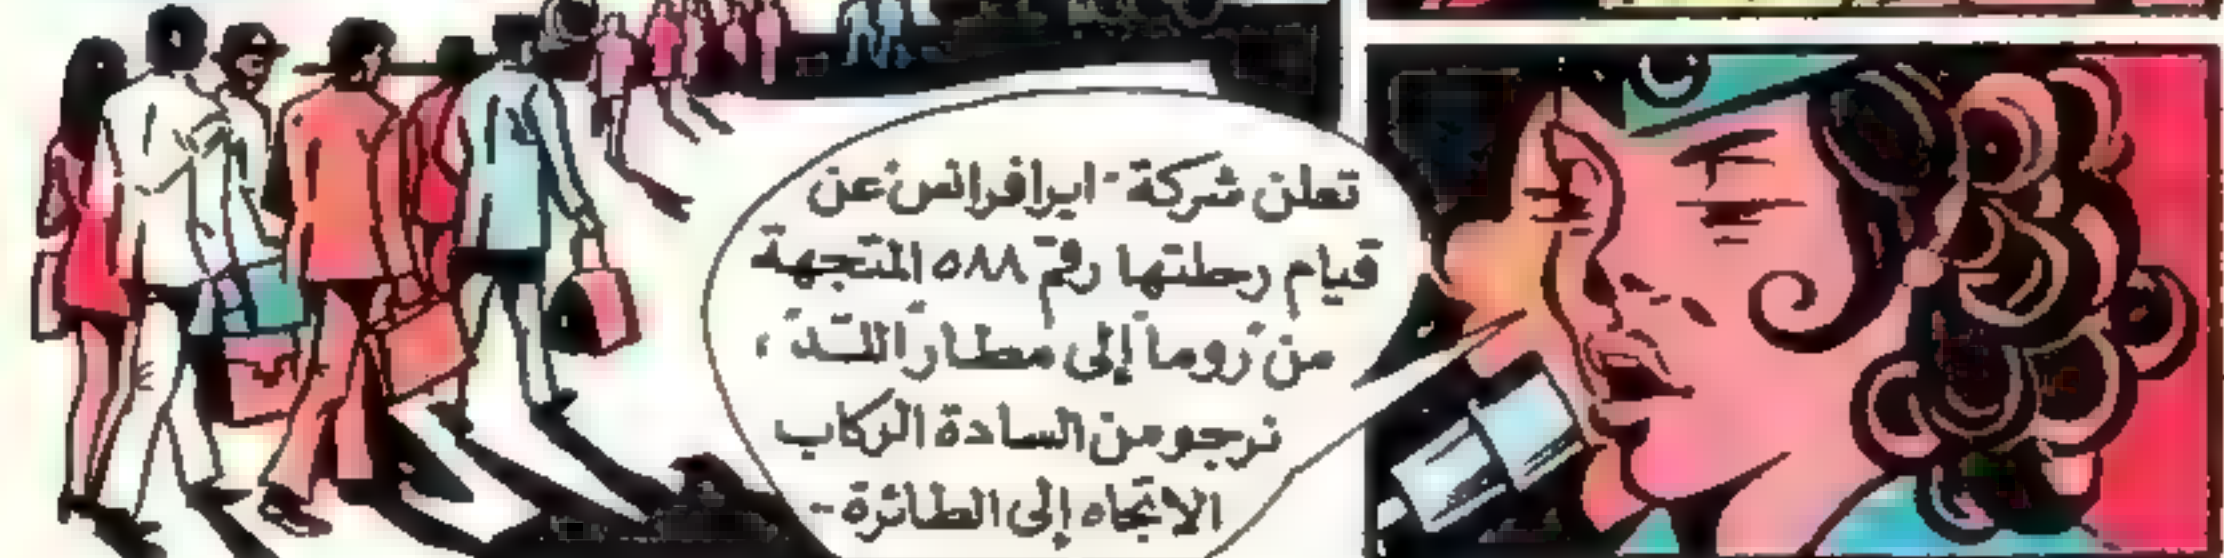 تعلن شركة - ايرافرانس عن
قيام رحلتها رقم ٥٨٨ المتجهة
من روما إلى مطار اللد ،
نرجو من السادة الركاب
الاتجاه إلى الطائرة -